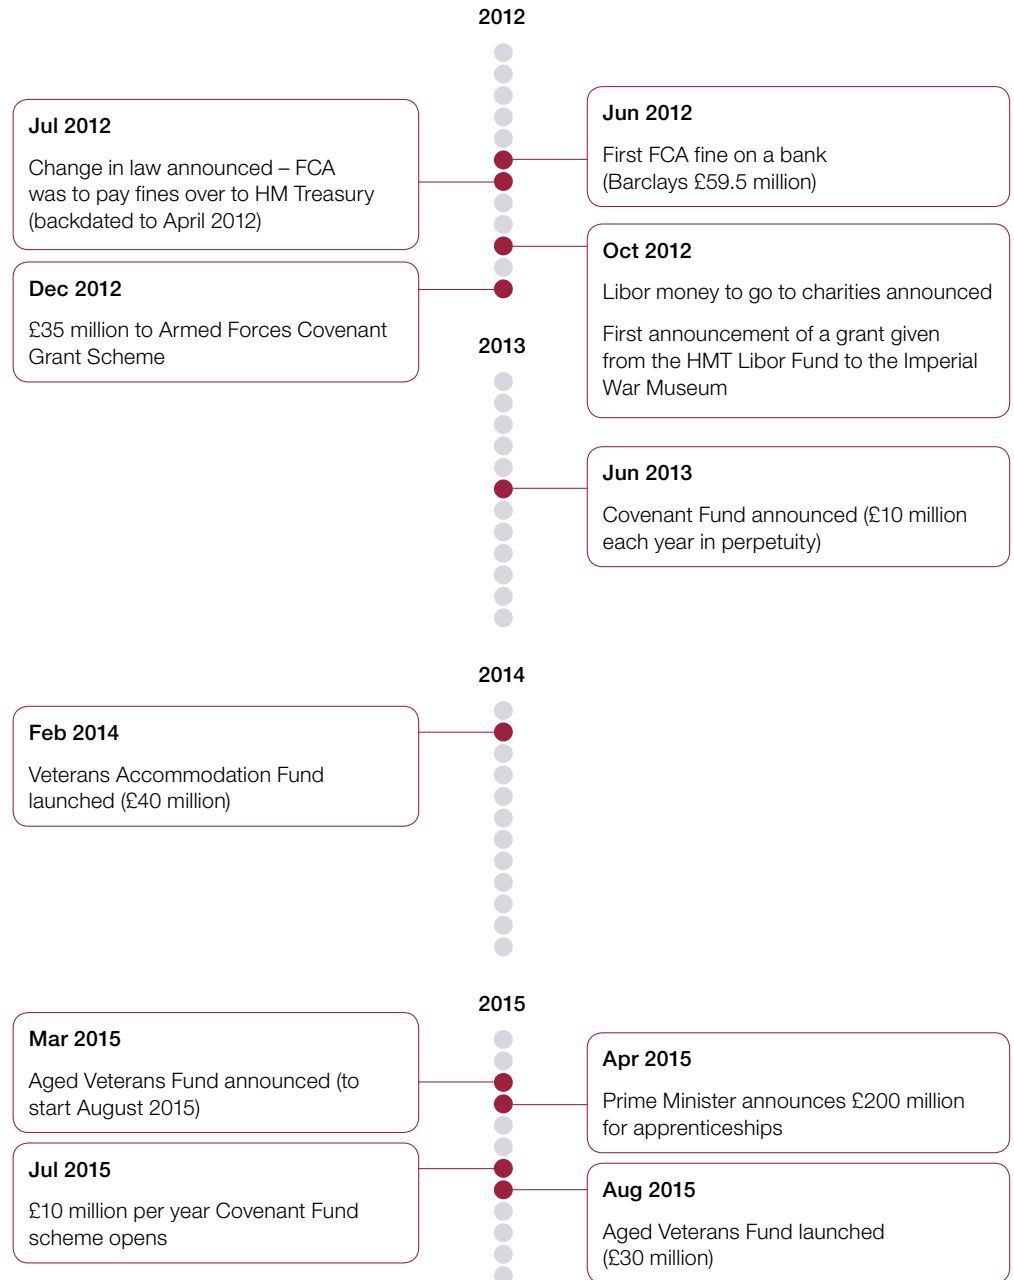 2012
Jun 2012
First FCA fine on a bank
(Barclays £59.5 million)
Jul 2012
Change in law announced – FCA
was to pay fines over to HM Treasury
(backdated to April 2012)
Oct 2012
Libor money to go to charities announced
First announcement of a grant given
from the HMT Libor Fund to the Imperial
War Museum
Dec 2012
£35 million to Armed Forces Covenant
Grant Scheme
2013
Jun 2013
Covenant Fund announced (£10 million
each year in perpetuity)
2014
Feb 2014
Veterans Accommodation Fund
launched (£40 million)
2015
Mar 2015
Aged Veterans Fund announced (to
start August 2015)
Apr 2015
Prime Minister announces £200 million
for apprenticeships
Jul 2015
£10 million per year Covenant Fund
scheme opens
Aug 2015
Aged Veterans Fund launched
(£30 million)